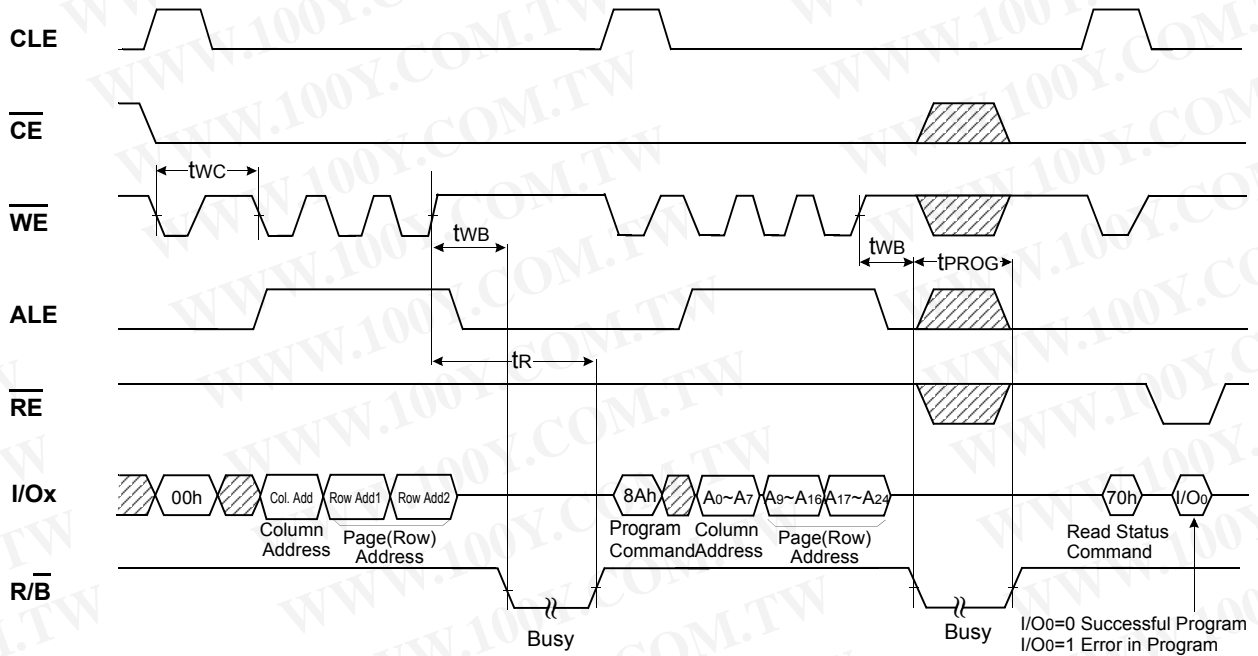 CLE
CE
tWC
WE
tWB
tWB
tPROG
ALE
tR
RE
I/Ox
00h
Col. Add
Row Add1
Row Add2
8Ah
A0~A7
A9~A16
A17~A24
70h
I/O0
Column
Address
Page(Row)
Address
Program
Command
Column
Address
Page(Row)
Address
Read Status
Command
R/B
Busy
Busy
I/O0=0 Successful Program
I/O0=1 Error in Program
WWW.100Y.COM.TW